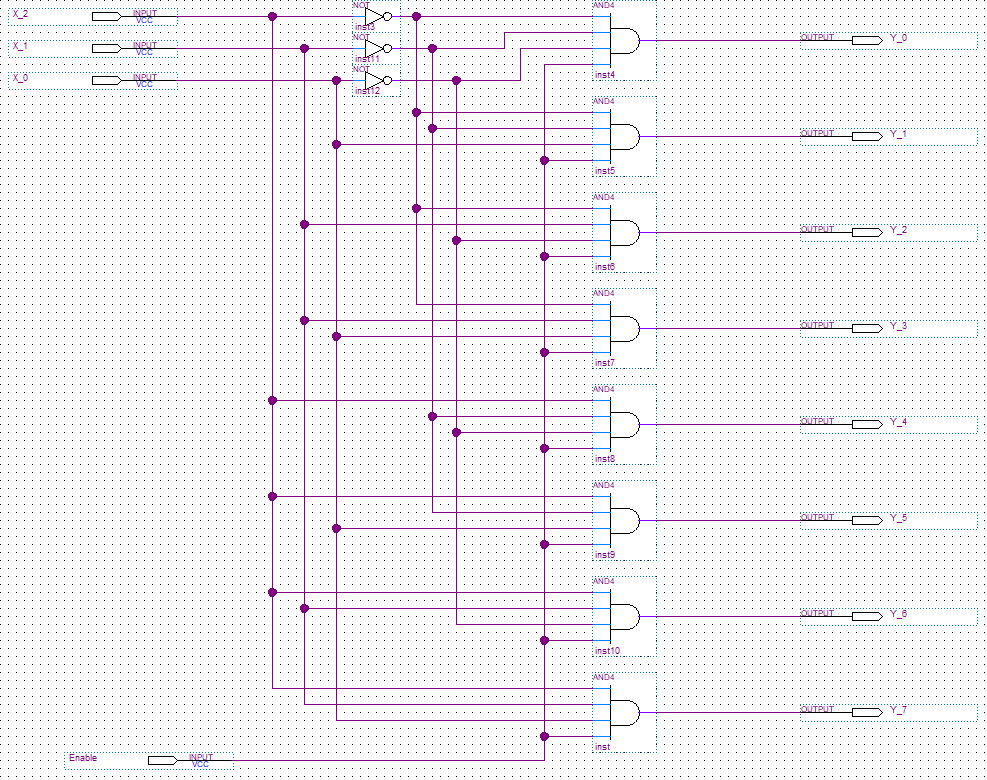 X_2 INPUT VCC NOT inst3 AND4
X_1 INPUT VCC NOT inst11 OUTPUT Y_0
X_0 INPUT VCC NOT inst12 inst4
AND4
OUTPUT Y_1
inst5
AND4
OUTPUT Y_2
inst6
AND4
OUTPUT Y_3
inst7
AND4
OUTPUT Y_4
inst8
AND4
OUTPUT Y_5
inst9
AND4
OUTPUT Y_6
inst10
AND4
OUTPUT Y_7
inst
Enable INPUT VCC